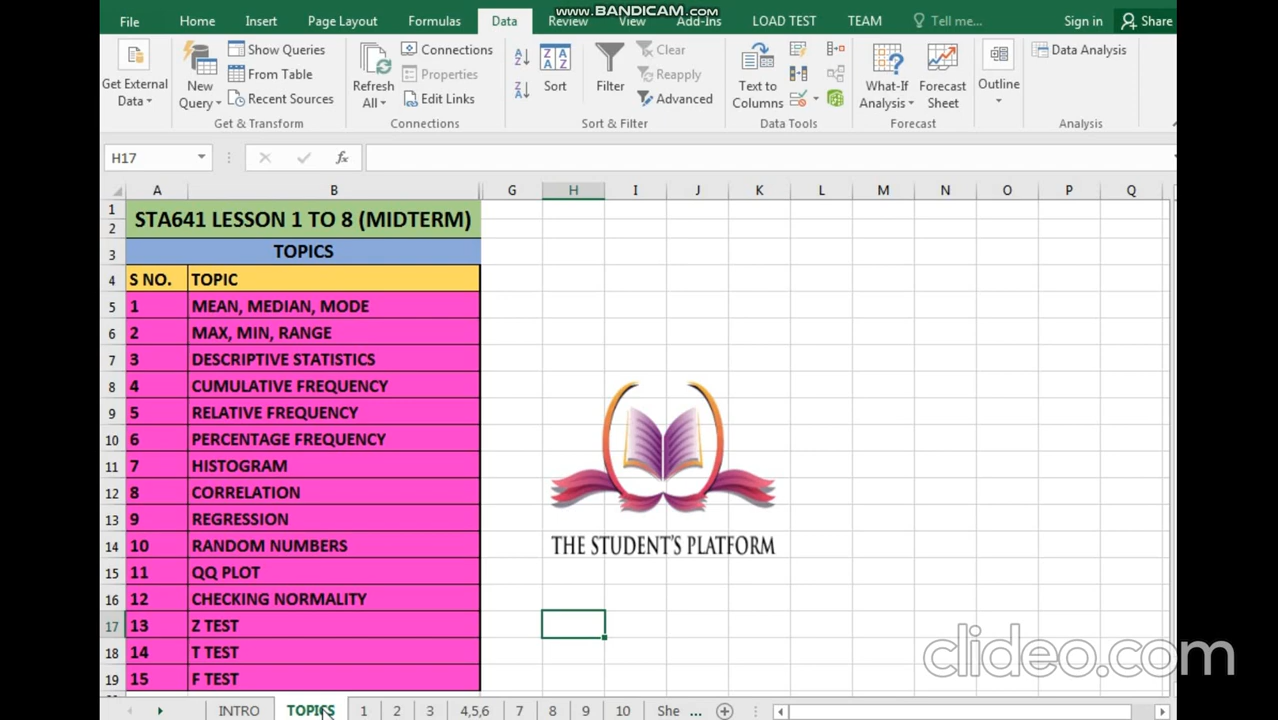 www.BANDICAM.com
File Home Insert Page Layout Formulas Data Review View Add-Ins LOAD TEST TEAM Tell me... Sign in Share
Get External Data
New Query
Show Queries
From Table
Recent Sources
Refresh All
Connections
Properties
Edit Links
Sort
Filter
Clear
Reapply
Advanced
Text to Columns
What-If Analysis
Forecast Sheet
Outline
Data Analysis
Get & Transform Connections Sort & Filter Data Tools Forecast Analysis
H17 fx
A B G H I J K L M N O P Q
1
2 STA641 LESSON 1 TO 8 (MIDTERM)
3 TOPICS
4 S NO. TOPIC
5 1 MEAN, MEDIAN, MODE
6 2 MAX, MIN, RANGE
7 3 DESCRIPTIVE STATISTICS
8 4 CUMULATIVE FREQUENCY
9 5 RELATIVE FREQUENCY
10 6 PERCENTAGE FREQUENCY
11 7 HISTOGRAM
12 8 CORRELATION
13 9 REGRESSION
14 10 RANDOM NUMBERS
15 11 QQ PLOT
16 12 CHECKING NORMALITY
17 13 Z TEST
18 14 T TEST
19 15 F TEST
THE STUDENT'S PLATFORM
clideo.com
INTRO TOPICS 1 2 3 4,5,6 7 8 9 10 She ...